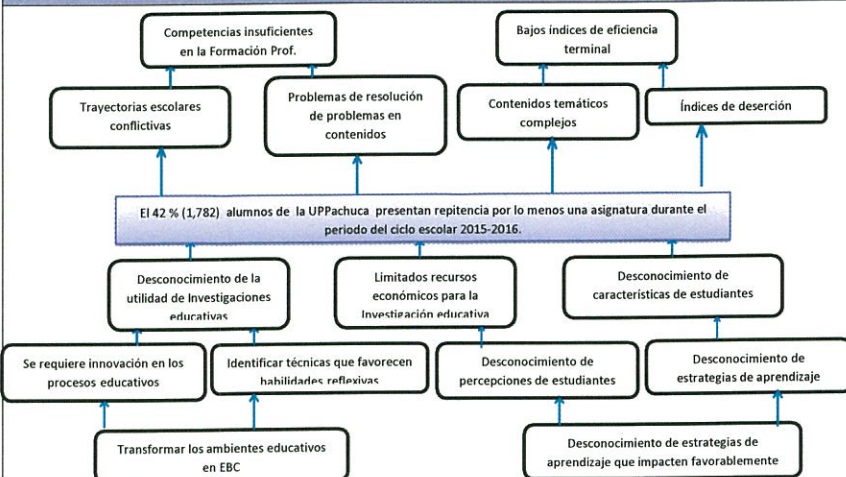 Competencias insuficientes
en la Formación Prof.
Bajos índices de eficiencia
terminal
Trayectorias escolares
conflictivas
Problemas de resolución
de problemas en
contenidos
Contenidos temáticos
complejos
Índices de deserción
El 42 % (1,782) alumnos de la UPPachuca presentan repitencia por lo menos una asignatura durante el
periodo del ciclo escolar 2015-2016.
Desconocimiento de la
utilidad de Investigaciones
educativas
Limitados recursos
económicos para la
Investigación educativa
Desconocimiento de
características de estudiantes
Se requiere innovación en los
procesos educativos
Identificar técnicas que favorecen
habilidades reflexivas
Desconocimiento de
percepciones de estudiantes
Desconocimiento de
estrategias de aprendizaje
Transformar los ambientes educativos
en EBC
Desconocimiento de estrategias de
aprendizaje que impacten favorablemente